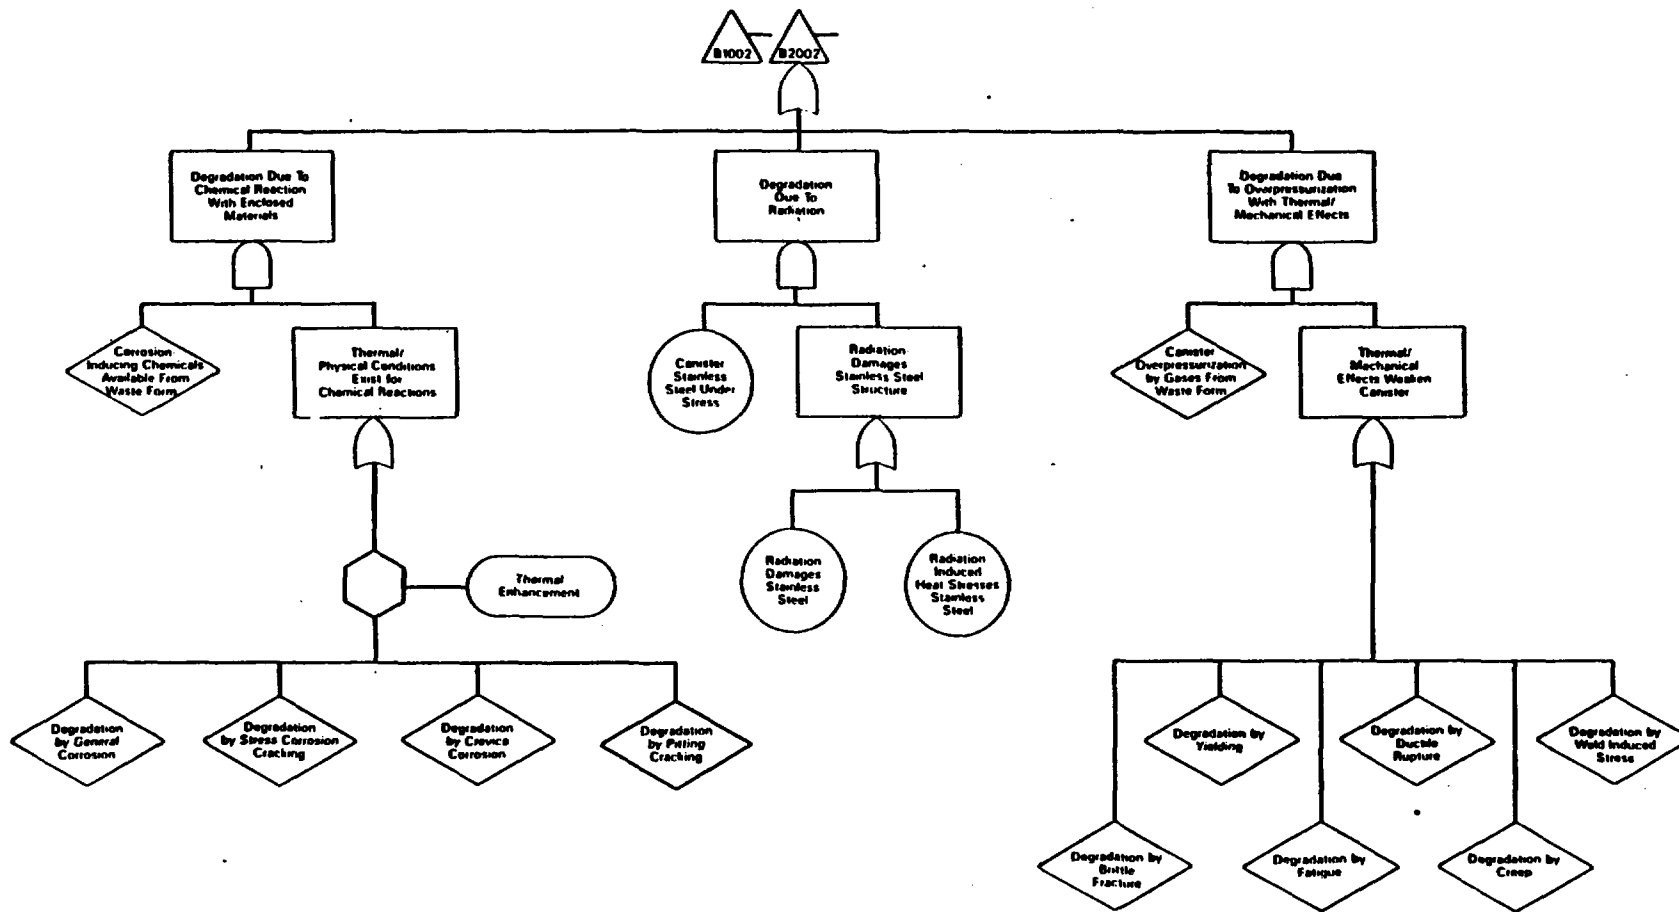 B1002
B2002
Degradation Due To
Chemical Reaction
With Enclosed
Materials
Degradation
Due To
Radiation
Degradation Due
To Overpressurization
With Thermal/
Mechanical Effects
Corrosion-
Inducing Chemicals
Available From
Waste Form
Thermal/
Physical Conditions
Exist for
Chemical Reactions
Canister
Stainless
Steel Under
Stress
Radiation
Damages
Stainless Steel
Structure
Canister
Overpressurization
by Gases From
Waste Form
Thermal/
Mechanical
Effects Weaken
Canister
Thermal
Enhancement
Radiation
Damages
Stainless
Steel
Radiation
Induced
Heat Stresses
Stainless
Steel
Degradation
by General
Corrosion
Degradation
by Stress Corrosion
Cracking
Degradation
by Crevice
Corrosion
Degradation
by Pitting
Cracking
Degradation by
Yielding
Degradation by
Ductile
Rupture
Degradation by
Weld Induced
Stress
Degradation by
Brittle
Fracture
Degradation by
Fatigue
Degradation by
Creep